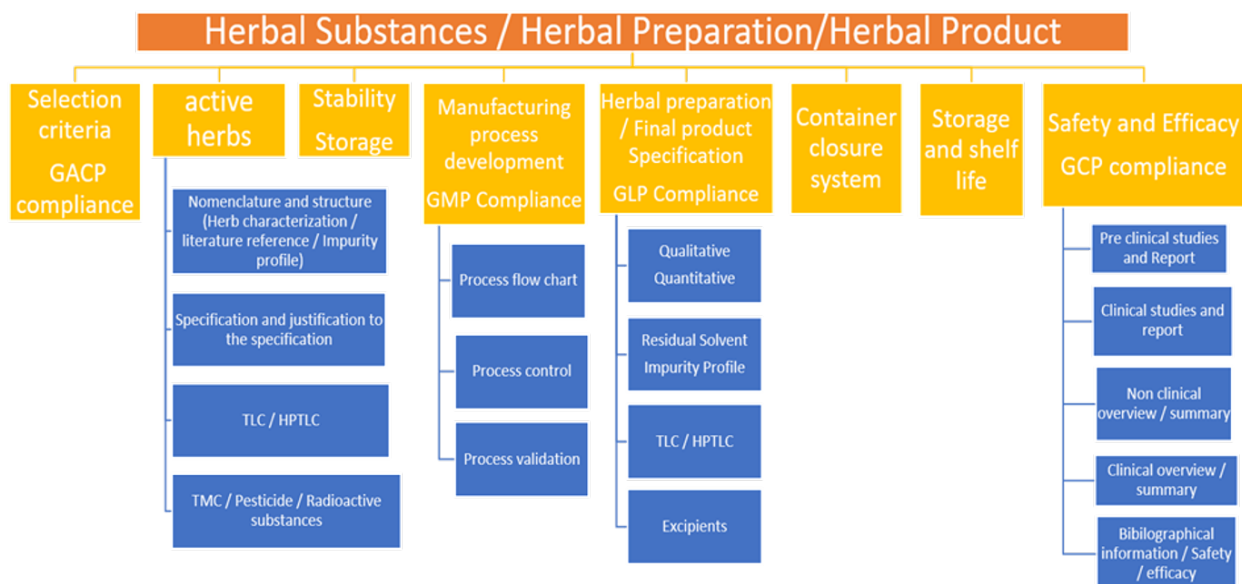 Herbal Substances / Herbal Preparation/Herbal Product
Selection
criteria
GACP
compliance
active
herbs
Nomenclature and structure
(Herb characterization /
literature reference / Impurity
profile)
Specification and justification to
the specification
TLC / HPTLC
TMC / Pesticide / Radioactive
substances
Stability
Storage
Manufacturing
process
development
GMP Compliance
Process flow chart
Process control
Process validation
Herbal preparation
/ Final product
Specification
GLP Compliance
Qualitative
Quantitative
Residual Solvent
Impurity Profile
TLC / HPTLC
Excipients
Container
closure
system
Storage
and shelf
life
Safety and Efficacy
GCP compliance
Pre clinical studies
and Report
Clinical studies and
report
Non clinical
overview / summary
Clinical overview /
summary
Bibilographical
information / Safety
/ efficacy